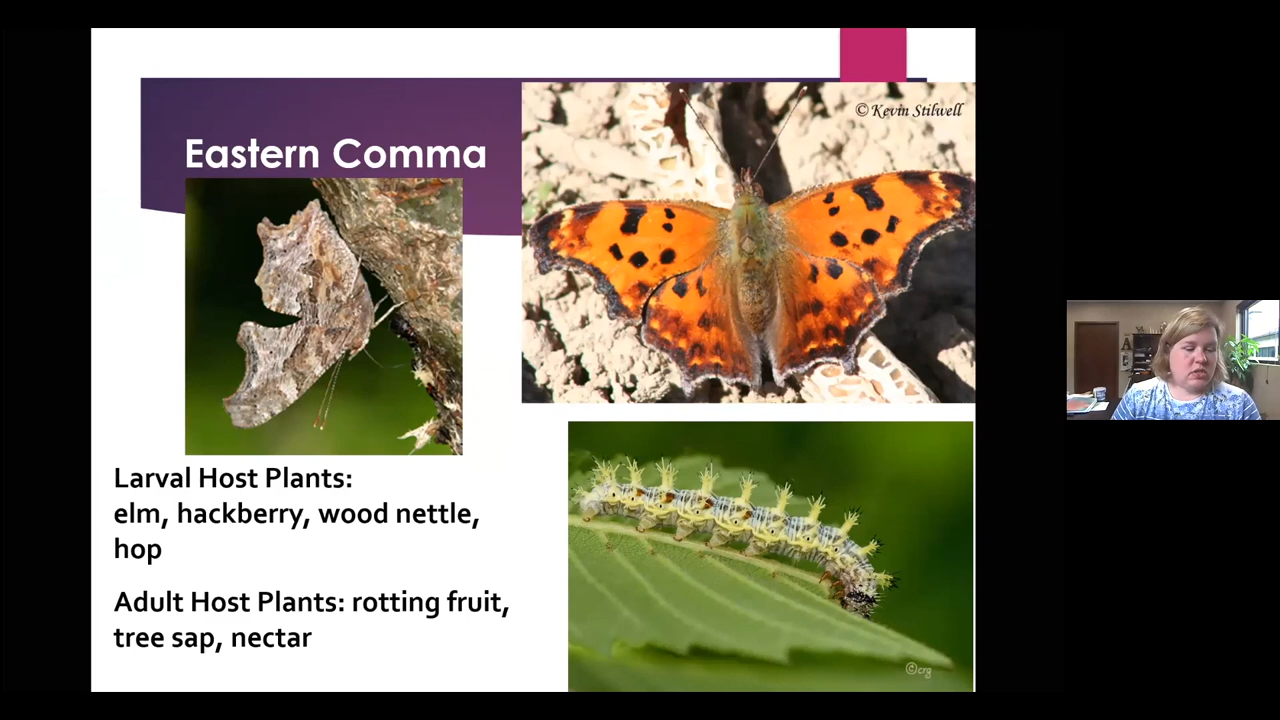 © Kevin Stilwell
Eastern Comma
Larval Host Plants:
elm, hackberry, wood nettle,
hop
Adult Host Plants: rotting fruit,
tree sap, nectar
©crg